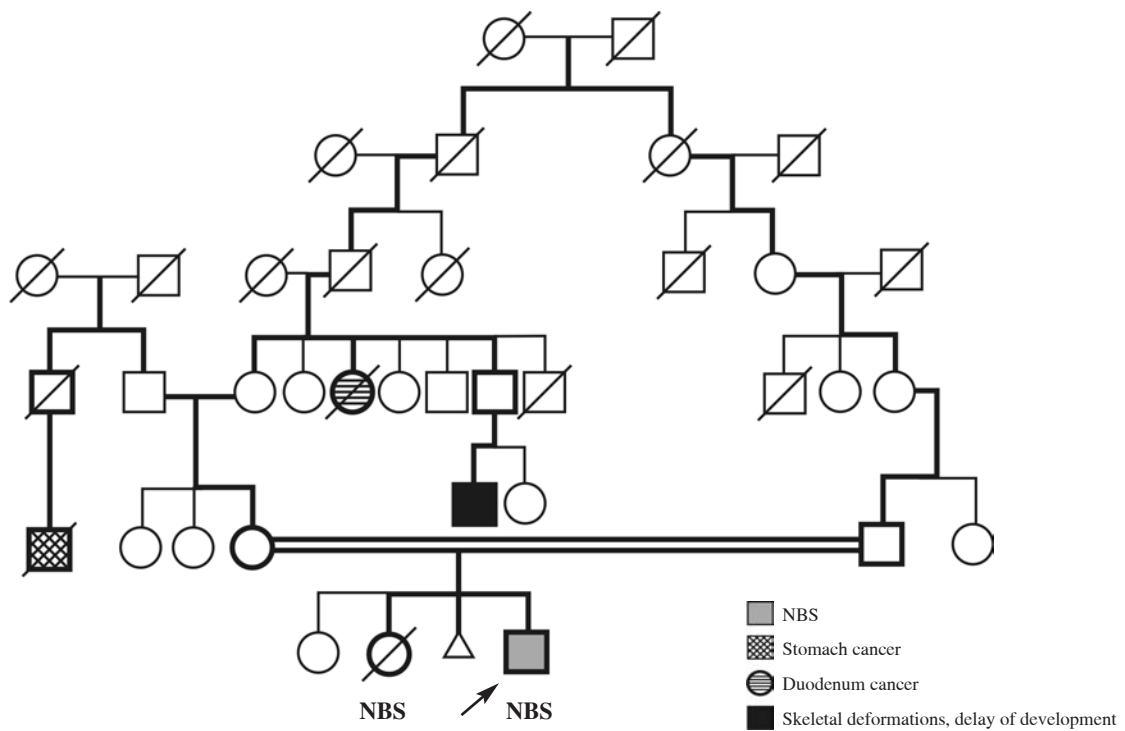 NBS
Stomach cancer
Duodenum cancer
Skeletal deformations, delay of development
NBS
NBS